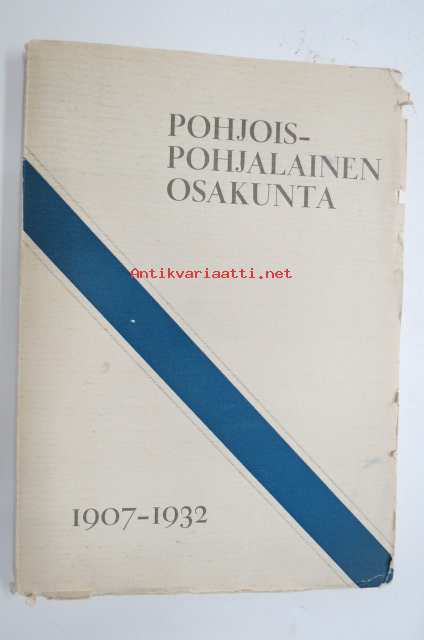 POHJOIS-
POHJALAINEN
OSAKUNTA
Antikvariaatti.net
1907-1932